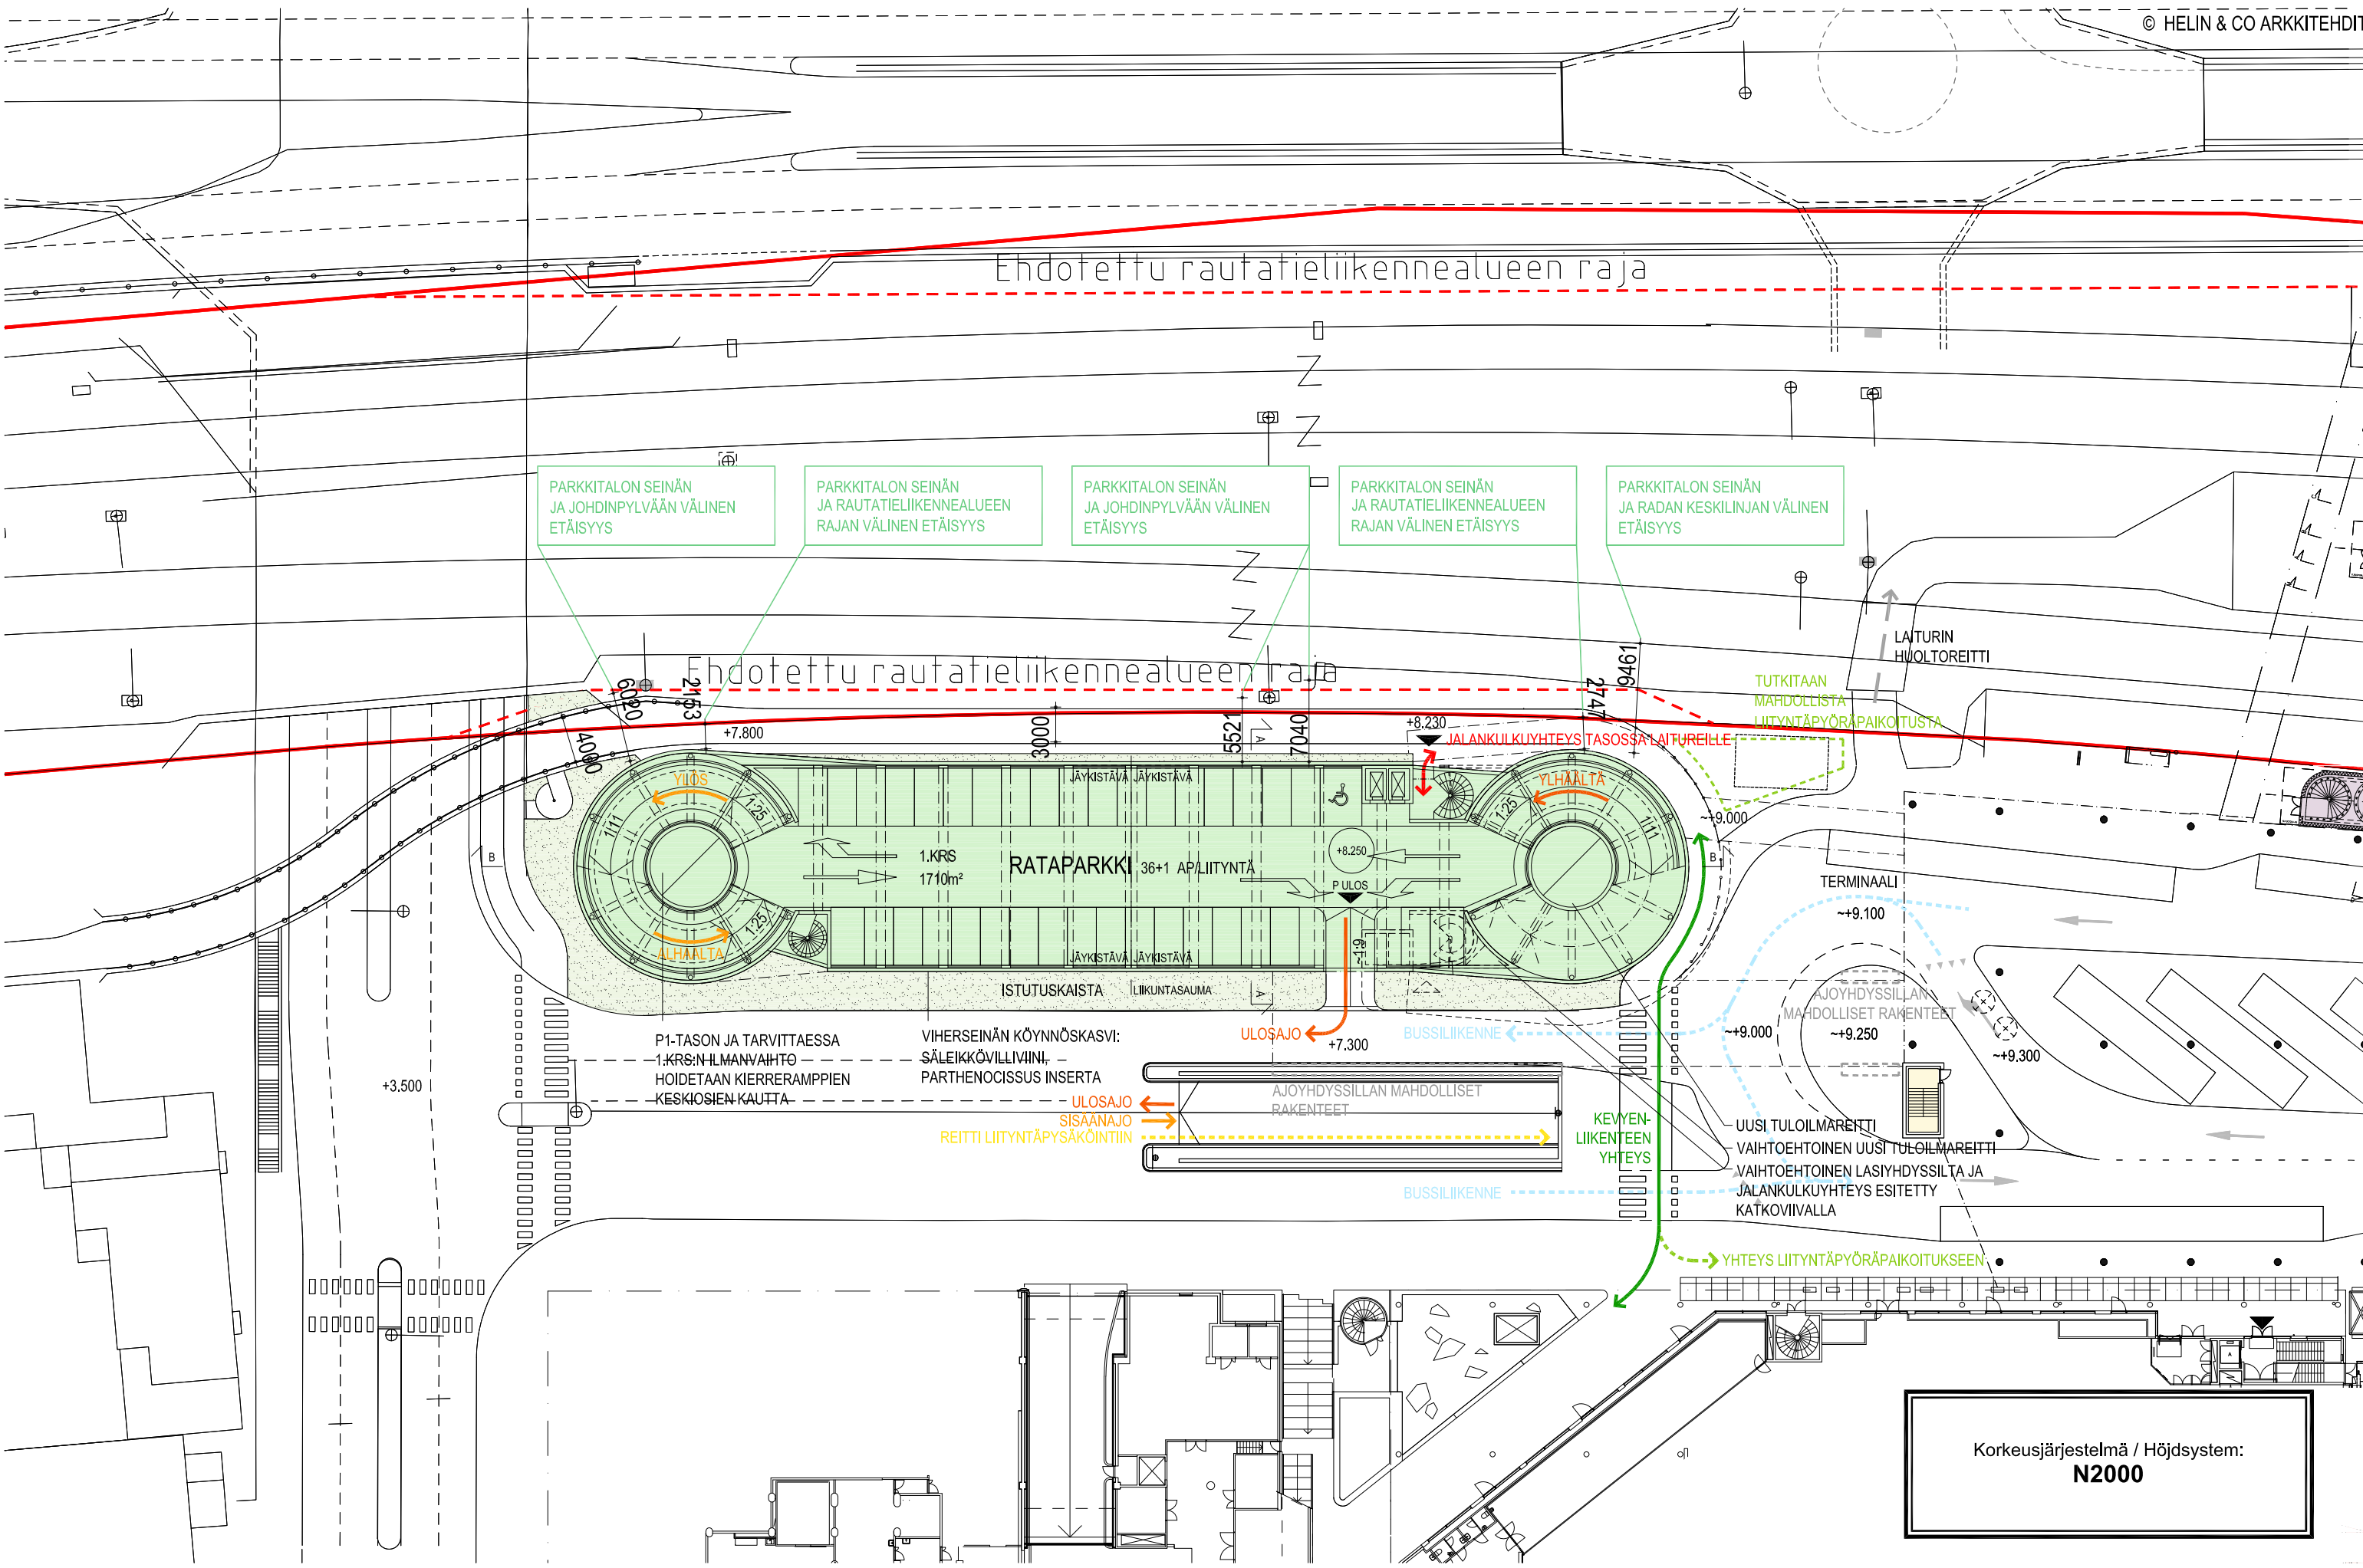 © HELIN & CO ARKKITEHDIT
Ehdotettu rautatieliikennealueen raja
PARKKITALON SEINÄN
JA JOHDINPYLVÄÄN VÄLINEN
ETÄISYYS
PARKKITALON SEINÄN
JA RAUTATIELIIKENNEALUEEN
RAJAN VÄLINEN ETÄISYYS
PARKKITALON SEINÄN
JA JOHDINPYLVÄÄN VÄLINEN
ETÄISYYS
PARKKITALON SEINÄN
JA RAUTATIELIIKENNEALUEEN
RAJAN VÄLINEN ETÄISYYS
PARKKITALON SEINÄN
JA RADAN KESKILINJAN VÄLINEN
ETÄISYYS
LAITURIN
HUOLTOREITTI
Ehdotettu rautatieliikennealueen raja
6020
2153
4000
+7.800
3000
5521
7040
2747
9461
A
+8.230
JALANKULKUYHTEYS TASOSSA LAITUREILLE
TUTKITAAN
MAHDOLLISTA
LIITYNTÄPYÖRÄPAIKOITUSTA
YLÖS
1:25
1:11
JÄYKISTÄVÄ JÄYKISTÄVÄ
YLHÄÄLTÄ
1:25
1:11
~+9.000
B
1.KRS
1710m²
RATAPARKKI 36+1 AP/LIITYNTÄ
+8.250
P ULOS
B
1:25
ALHAALTA
JÄYKISTÄVÄ JÄYKISTÄVÄ
~1:9
ISTUTUSKAISTA
LIIKUNTASAUMA
A
TERMINAALI
~+9.100
AJOYHDYSSILLAN
MAHDOLLISET RAKENTEET
~+9.000
~+9.250
~+9.300
P1-TASON JA TARVITTAESSA
1.KRS:N ILMANVAIHTO
HOIDETAAN KIERRERAMPPIEN
KESKIOSIEN KAUTTA
VIHERSEINÄN KÖYNNÖSKASVI:
SÄLEIKKÖVILLIVIINI,
PARTHENOCISSUS INSERTA
ULOSAJO
+7.300
BUSSILIIKENNE
+3.500
AJOYHDYSSILLAN MAHDOLLISET
RAKENTEET
ULOSAJO
SISÄÄNAJO
REITTI LIITYNTÄPYSÄKÖINTIIN
KEVYEN-
LIIKENTEEN
YHTEYS
BUSSILIIKENNE
UUSI TULOILMAREITTI
VAIHTOEHTOINEN UUSI TULOILMAREITTI
VAIHTOEHTOINEN LASIYHDYSSILTA JA
JALANKULKUYHTEYS ESITETTY
KATKOVIIVALLA
YHTEYS LIITYNTÄPYÖRÄPAIKOITUKSEEN
Korkeusjärjestelmä / Höjdsystem:
N2000